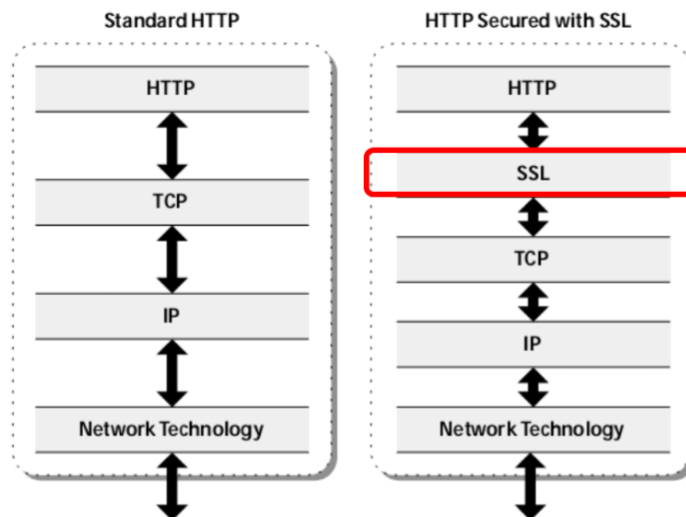 Standard HTTP
HTTP
TCP
IP
Network Technology
HTTP Secured with SSL
HTTP
SSL
TCP
IP
Network Technology